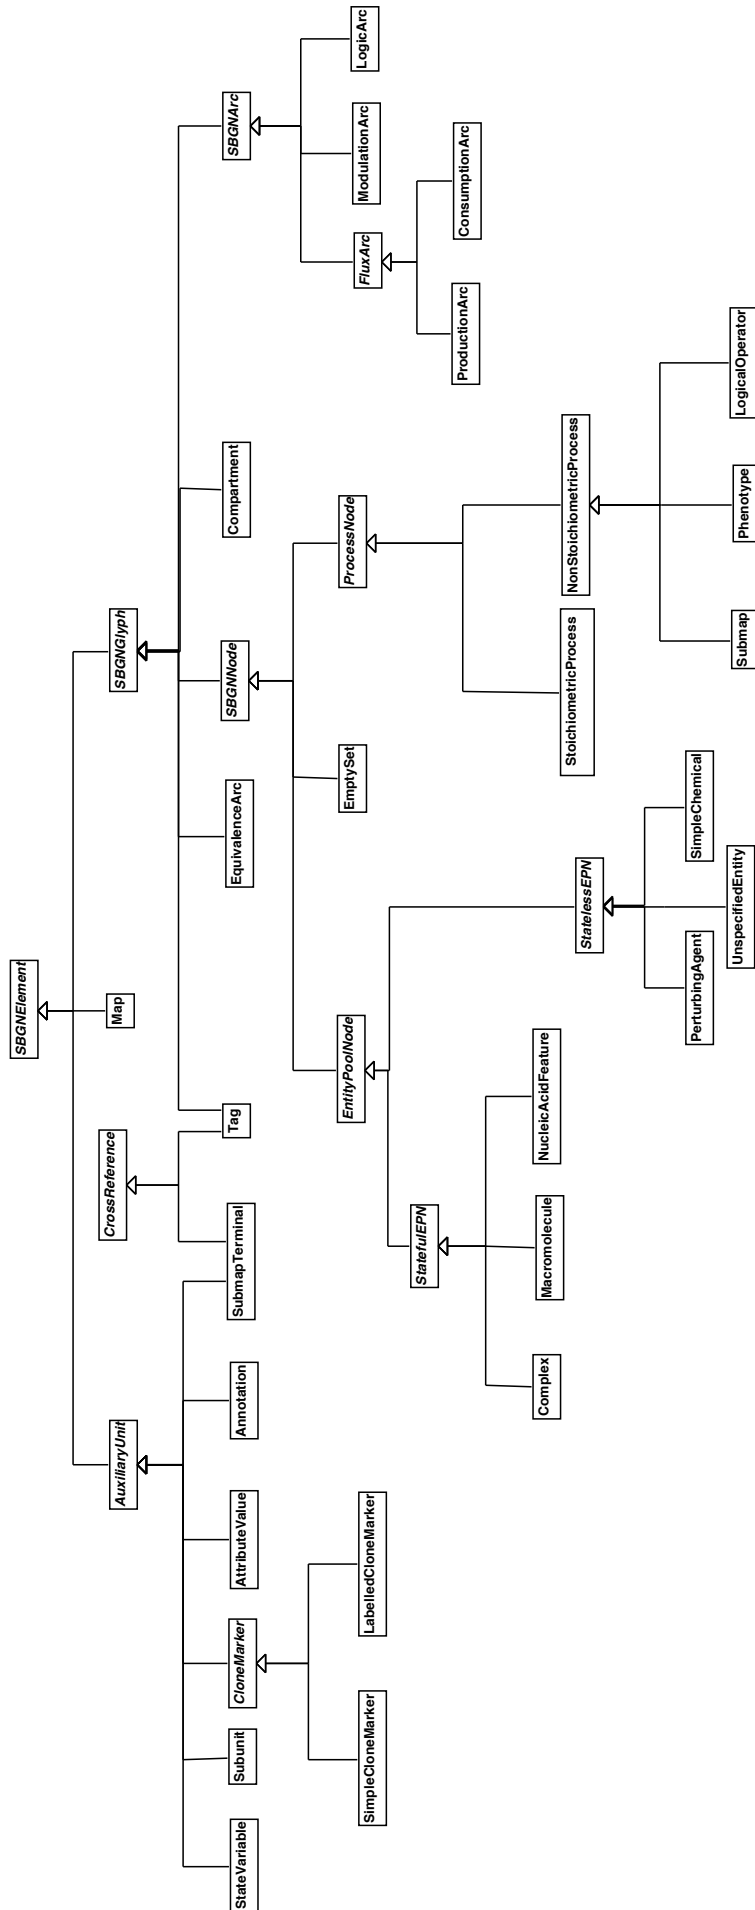 SBGNElement
AuxiliaryUnit
Map
SBGNGlyph
CrossReference
StateVariable
Subunit
CloneMarker
AttributeValue
Annotation
SubmapTerminal
Tag
EquivalenceArc
SBGNNode
Compartment
SBGNArc
SimpleCloneMarker
LabelledCloneMarker
EntityPoolNode
EmptySet
ProcessNode
FluxArc
ModulationArc
LogicArc
StatefulEPN
ProductionArc
ConsumptionArc
Complex
Macromolecule
NucleicAcidFeature
StatelessEPN
StoichiometricProcess
NonStoichiometricProcess
PerturbingAgent
UnspecifiedEntity
SimpleChemical
Submap
Phenotype
LogicalOperator